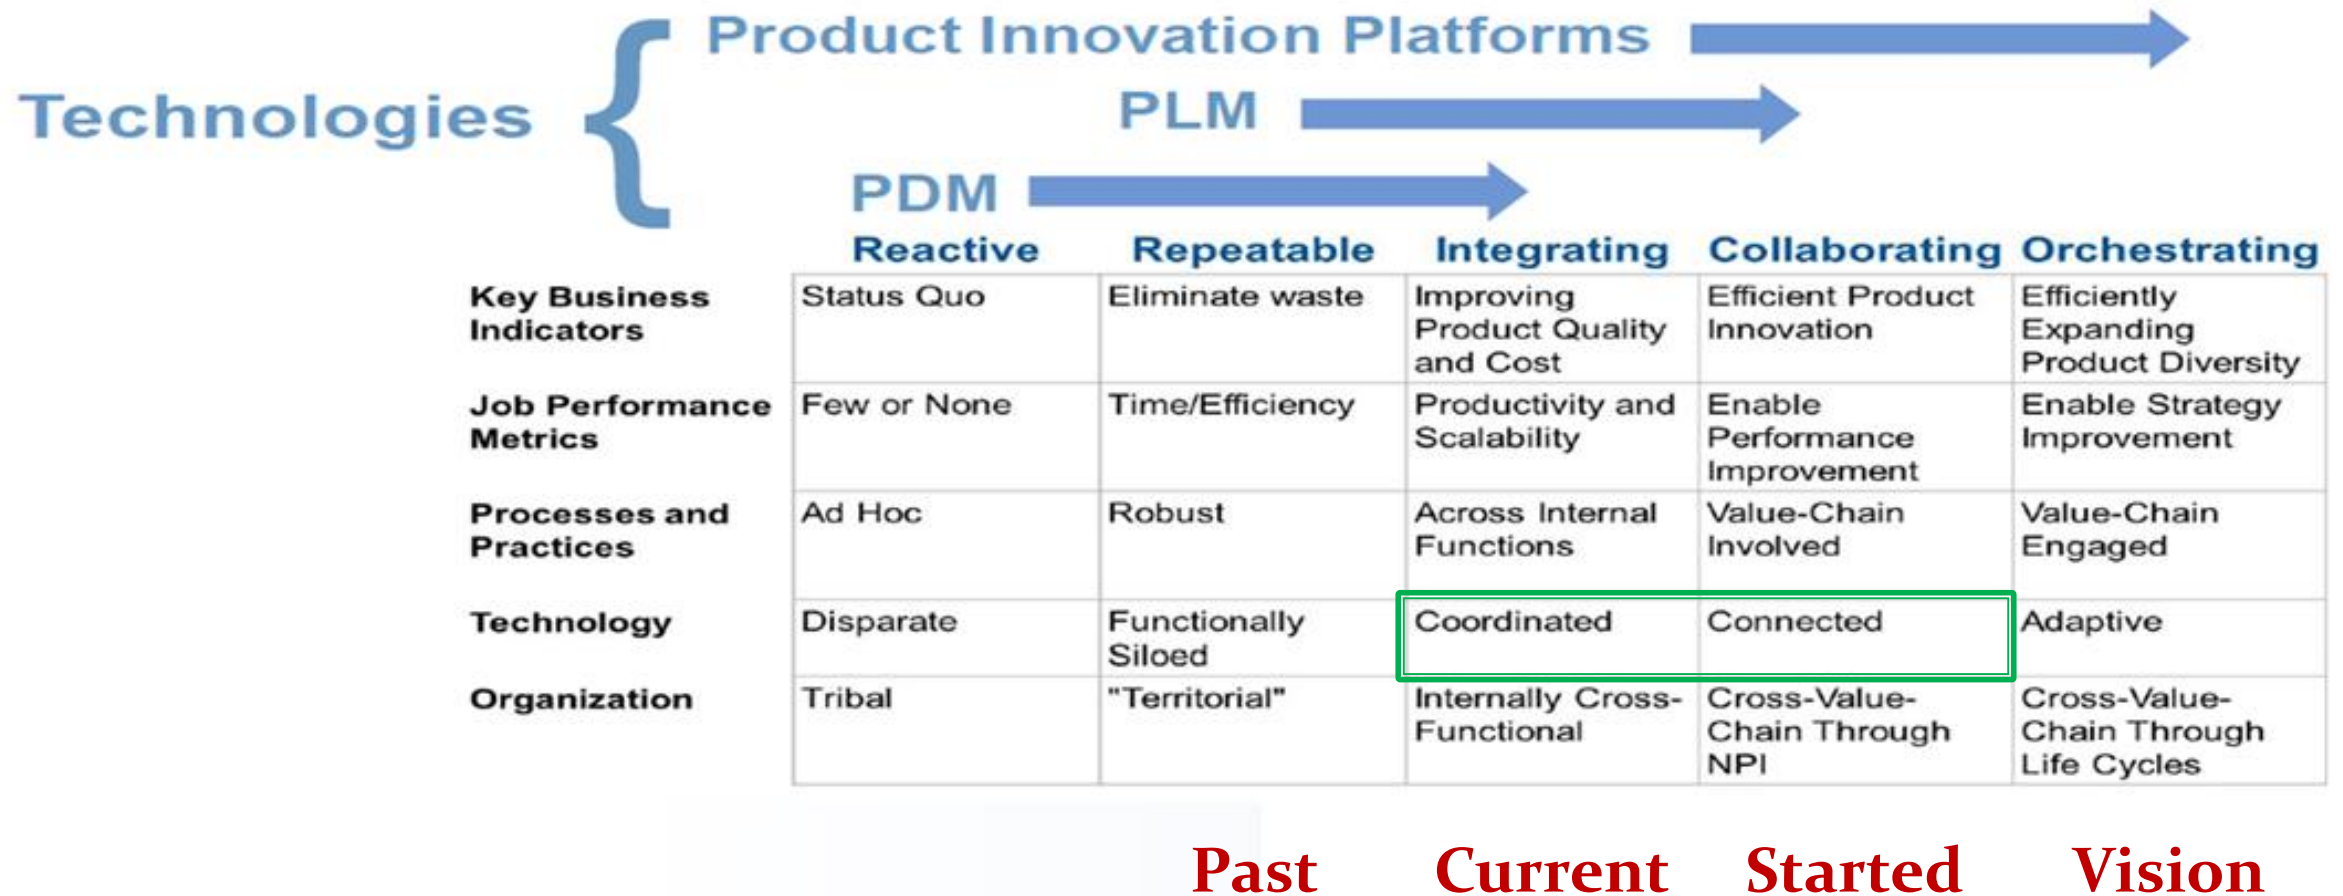 Product Innovation Platforms
Technologies
PLM
PDM
Reactive Repeatable Integrating Collaborating Orchestrating
Key Business
Indicators
Status Quo
Eliminate waste
Improving
Product Quality
and Cost
Efficient Product
Innovation
Efficiently
Expanding
Product Diversity
Job Performance
Metrics
Few or None
Time/Efficiency
Productivity and
Scalability
Enable
Performance
Improvement
Enable Strategy
Improvement
Processes and
Practices
Ad Hoc
Robust
Across Internal
Functions
Value-Chain
Involved
Value-Chain
Engaged
Technology
Disparate
Functionally
Siloed
Coordinated
Connected
Adaptive
Organization
Tribal
"Territorial"
Internally Cross-
Functional
Cross-Value-
Chain Through
NPI
Cross-Value-
Chain Through
Life Cycles
Past Current Started Vision